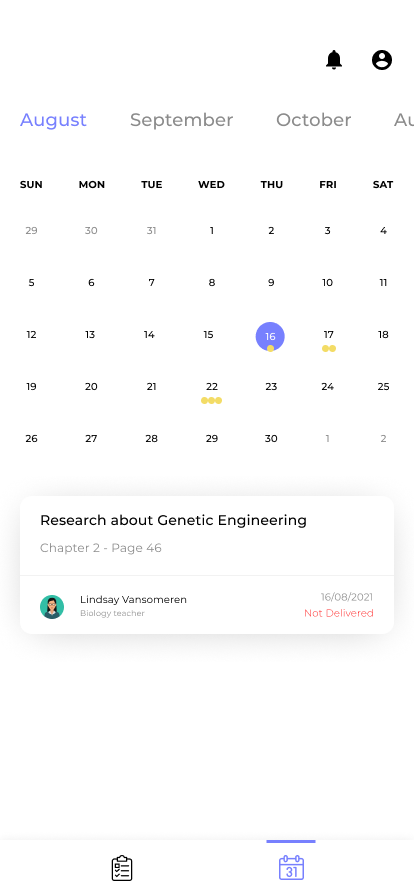 August September October Au
SUN MON TUE WED THU FRI SAT
29 30 31 1 2 3 4
5 6 7 8 9 10 11
12 13 14 15 16 17 18
19 20 21 22 23 24 25
26 27 28 29 30 1 2
Research about Genetic Engineering
Chapter 2 - Page 46
Lindsay Vansomeren 16/08/2021
Biology teacher Not Delivered
31